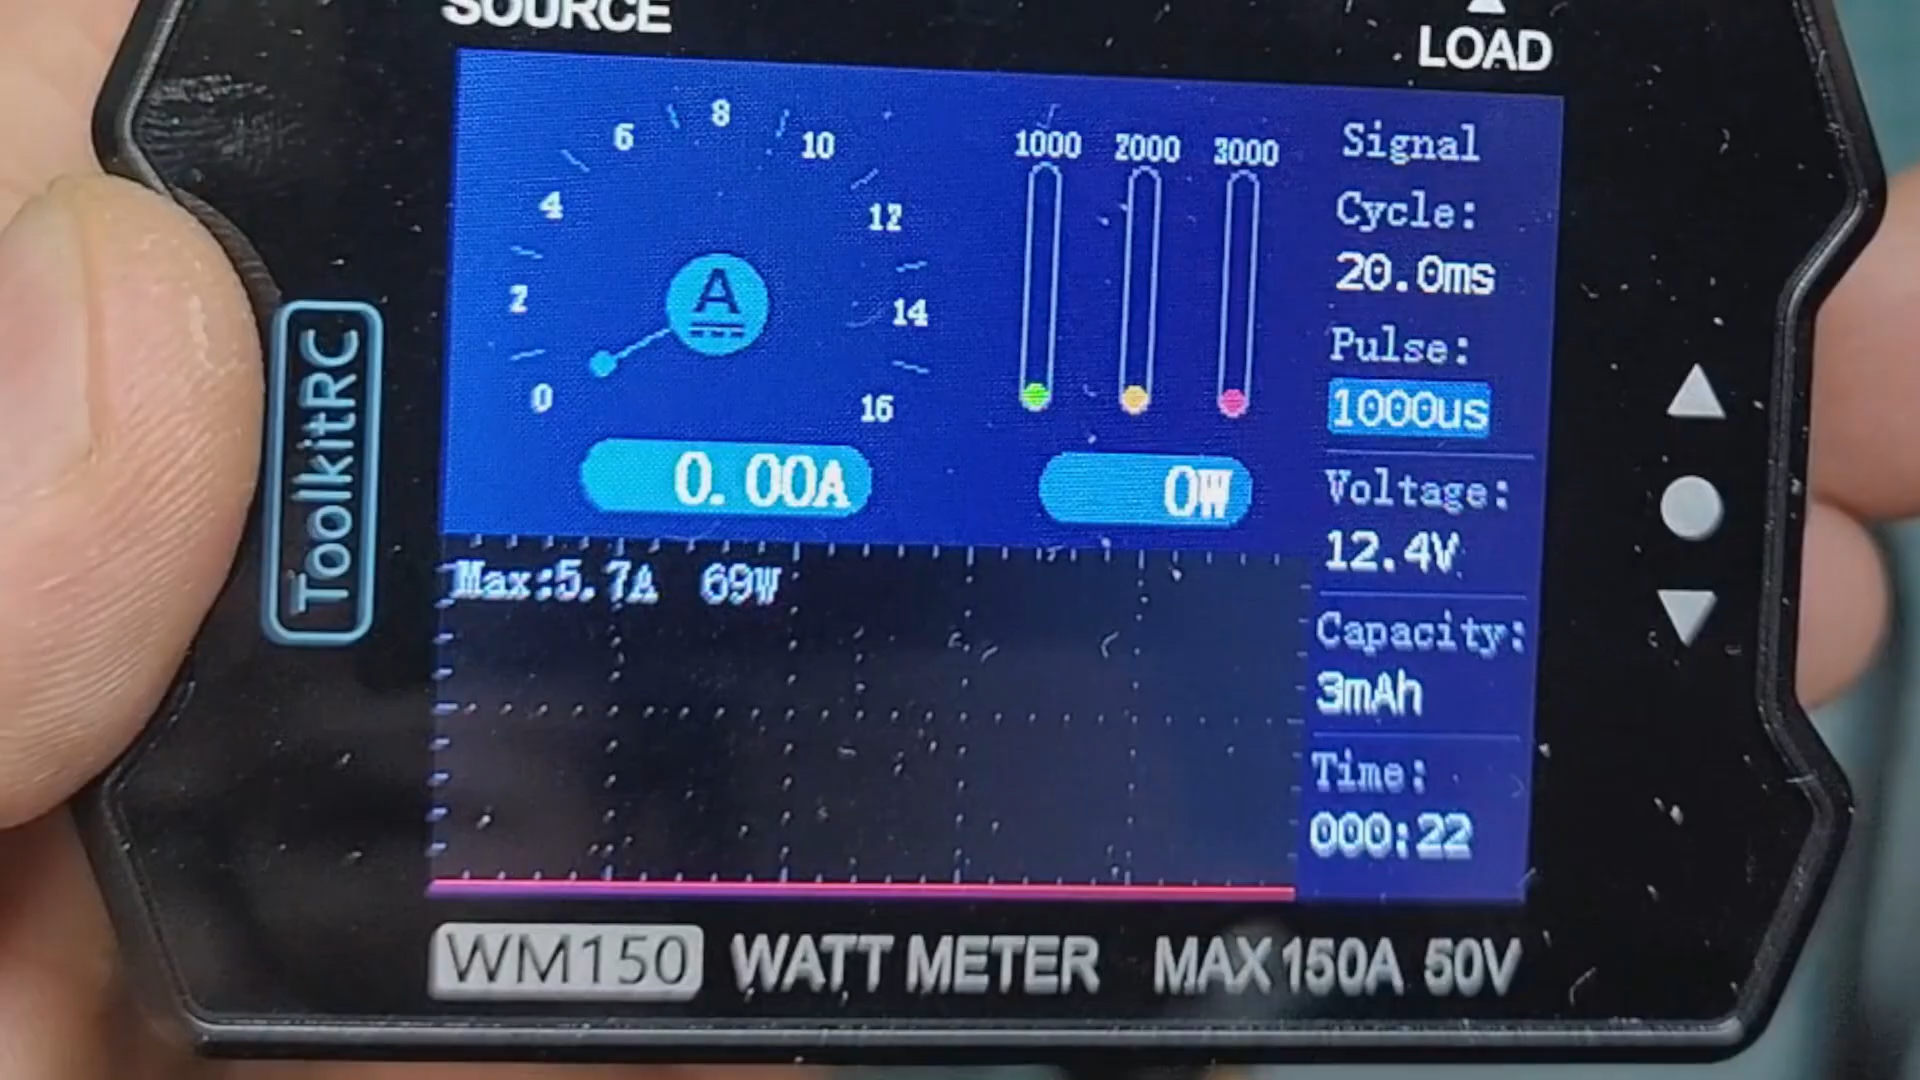 SOURCE
LOAD
ToolkitRC
0
2
4
6
8
10
12
14
16
A
0.00A
1000
2000
3000
0W
Max:5.7A 69W
Signal
Cycle:
20.0ms
Pulse:
1000us
Voltage:
12.4V
Capacity:
3mAh
Time:
000:22
WM150 WATT METER MAX 150A 50V